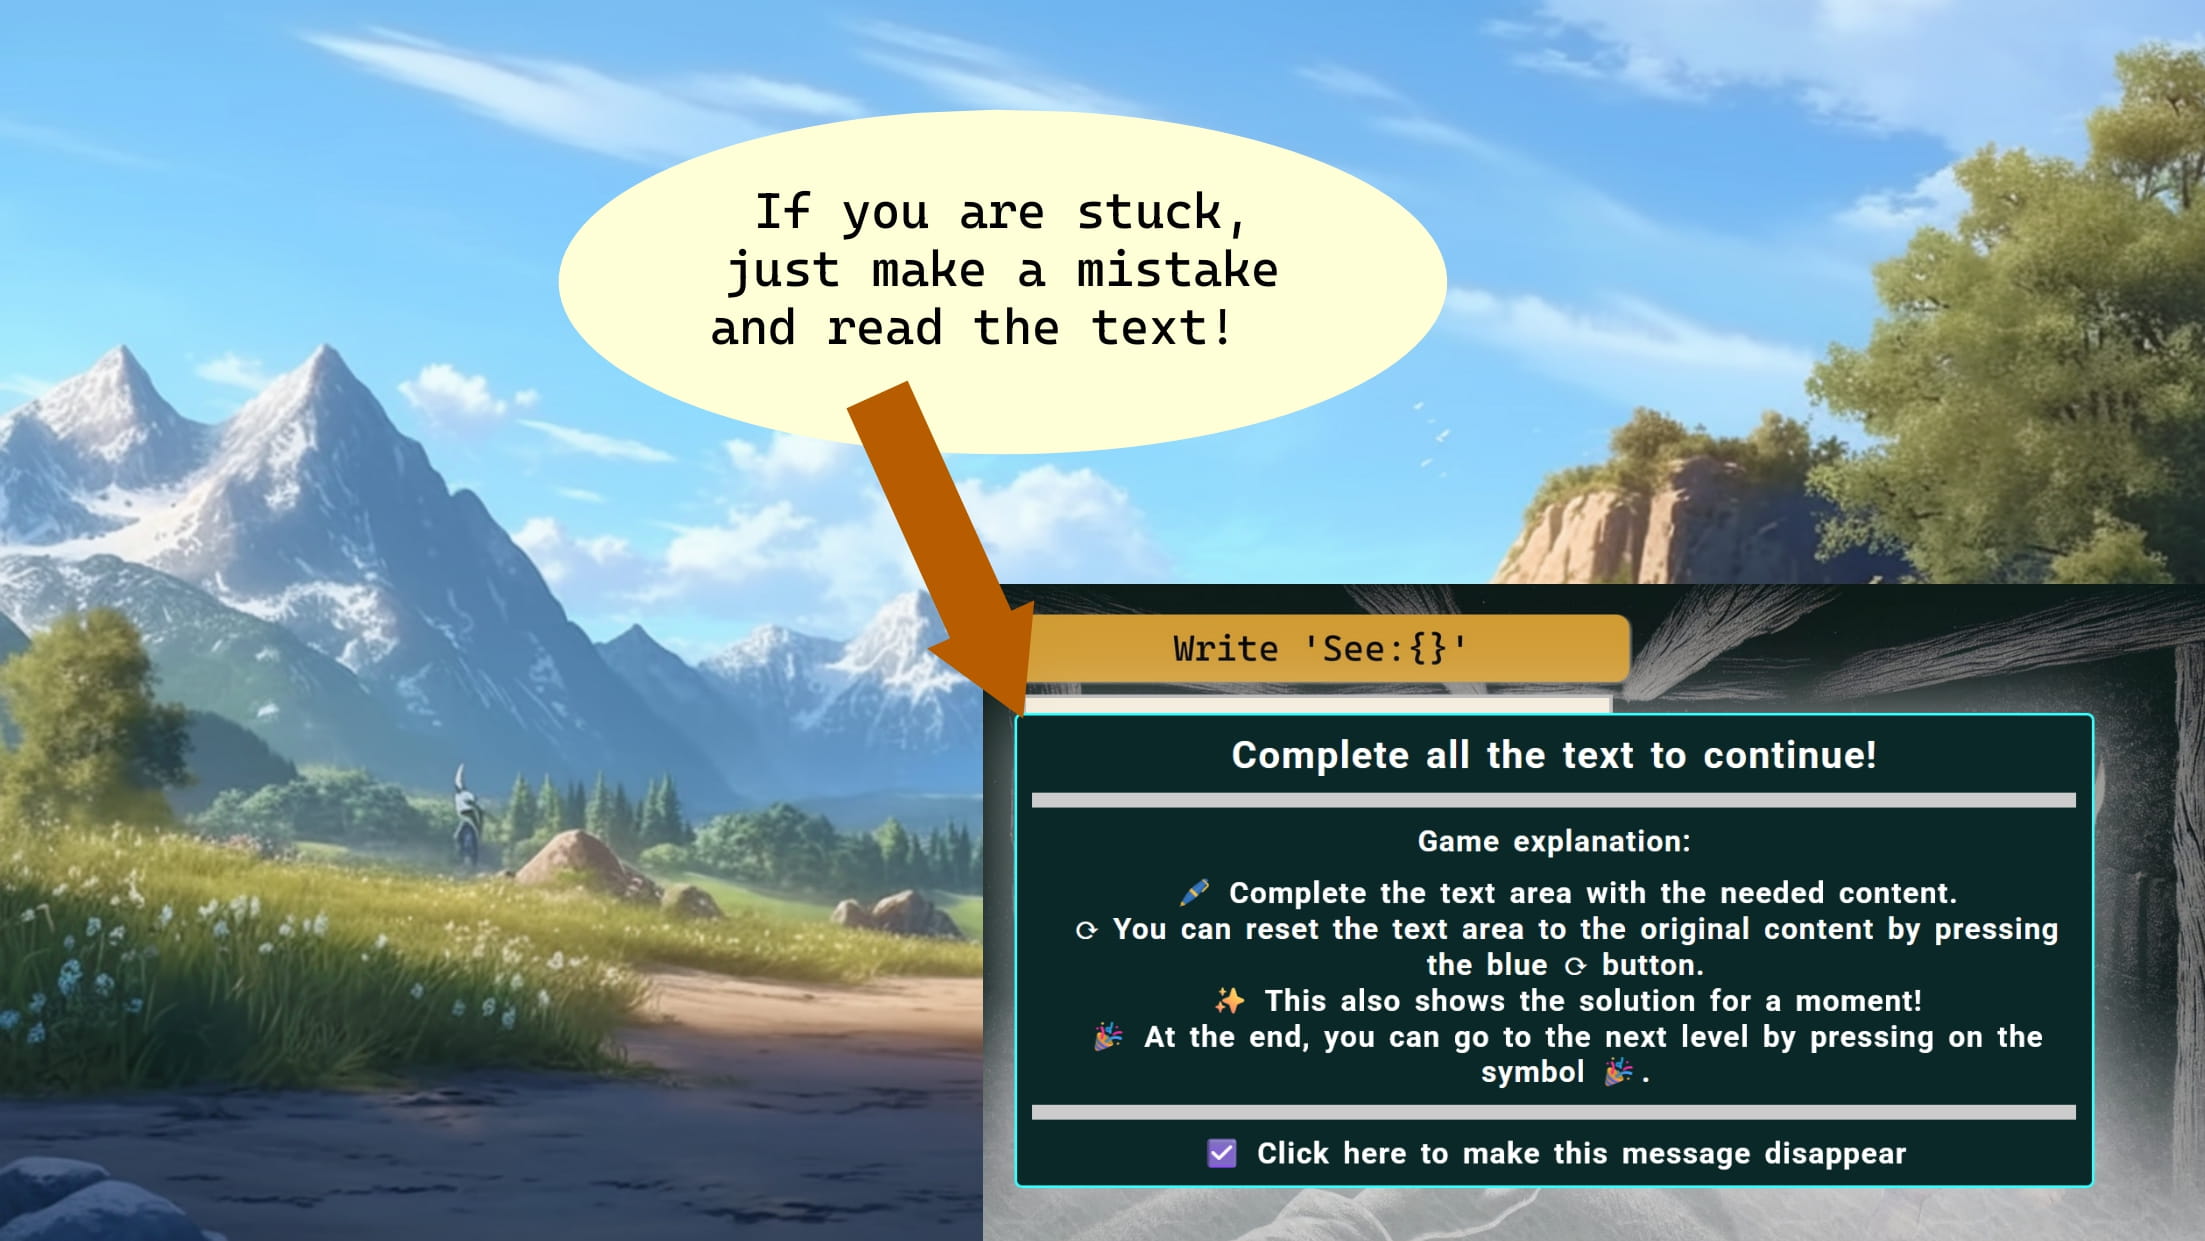 If you are stuck,
just make a mistake
and read the text!
Write 'See:{}'
Complete all the text to continue!
Game explanation:
🖊️ Complete the text area with the needed content.
⟳ You can reset the text area to the original content by pressing
the blue ⟳ button.
✨ This also shows the solution for a moment!
🎉 At the end, you can go to the next level by pressing on the
symbol 🎉.
☑ Click here to make this message disappear